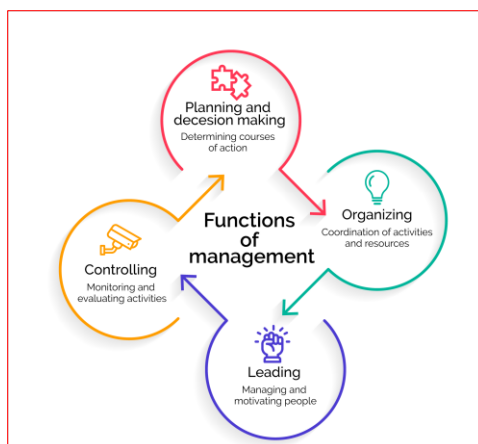 Planning and
decesion making
Determining courses
of action
Organizing
Coordination of activities
and resources
Functions
of
management
Controlling
Monitoring and
evaluating activities
Leading
Managing and
motivating people